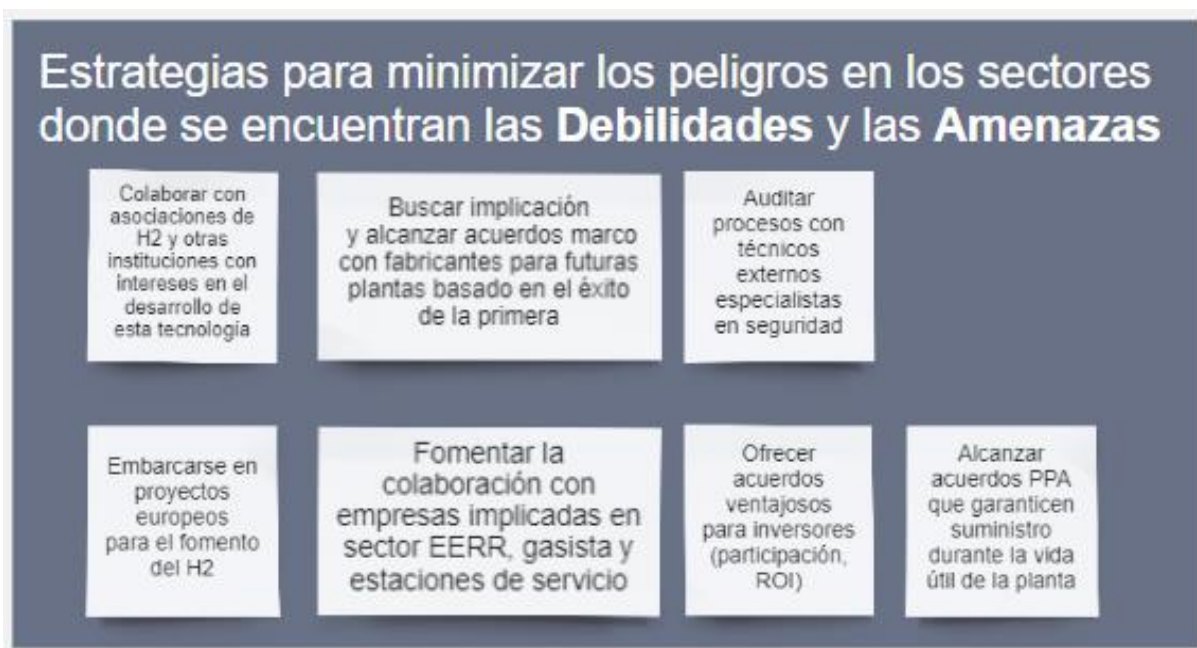 Estrategias para minimizar los peligros en los sectores
donde se encuentran las Debilidades y las Amenazas
Colaborar con
asociaciones de
H2 y otras
instituciones con
intereses en el
desarrollo de
esta tecnología
Buscar implicación
y alcanzar acuerdos marco
con fabricantes para futuras
plantas basado en el éxito
de la primera
Auditar
procesos con
técnicos
externos
especialistas
en seguridad
Embarcarse en
proyectos
europeos
para el fomento
del H2
Fomentar la
colaboración con
empresas implicadas en
sector EERR, gasista y
estaciones de servicio
Ofrecer
acuerdos
ventajosos
para inversores
(participación,
ROI)
Alcanzar
acuerdos PPA
que garanticen
suministro
durante la vida
útil de la planta